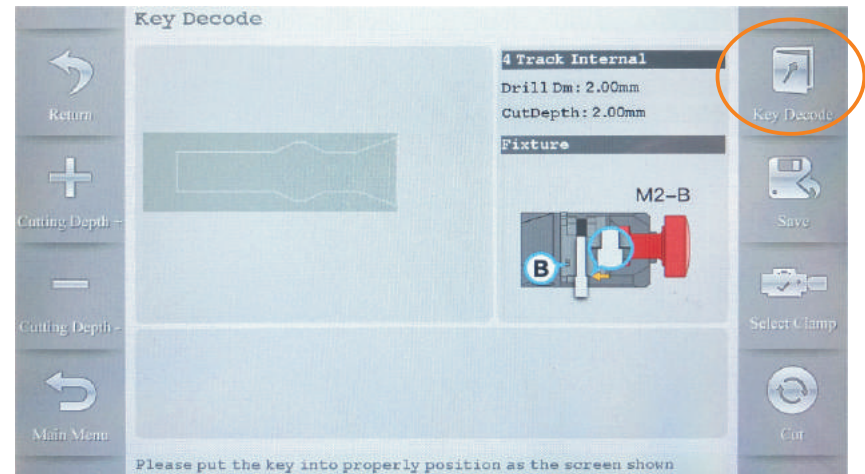 Key Decode
Return
Cutting Depth +
Cutting Depth -
Main Menu
4 Track Internal
Drill Dm: 2.00mm
CutDepth: 2.00mm
Fixture
M2-B
B
Key Decode
Save
Select Clamp
Cut
Please put the key into properly position as the screen shown